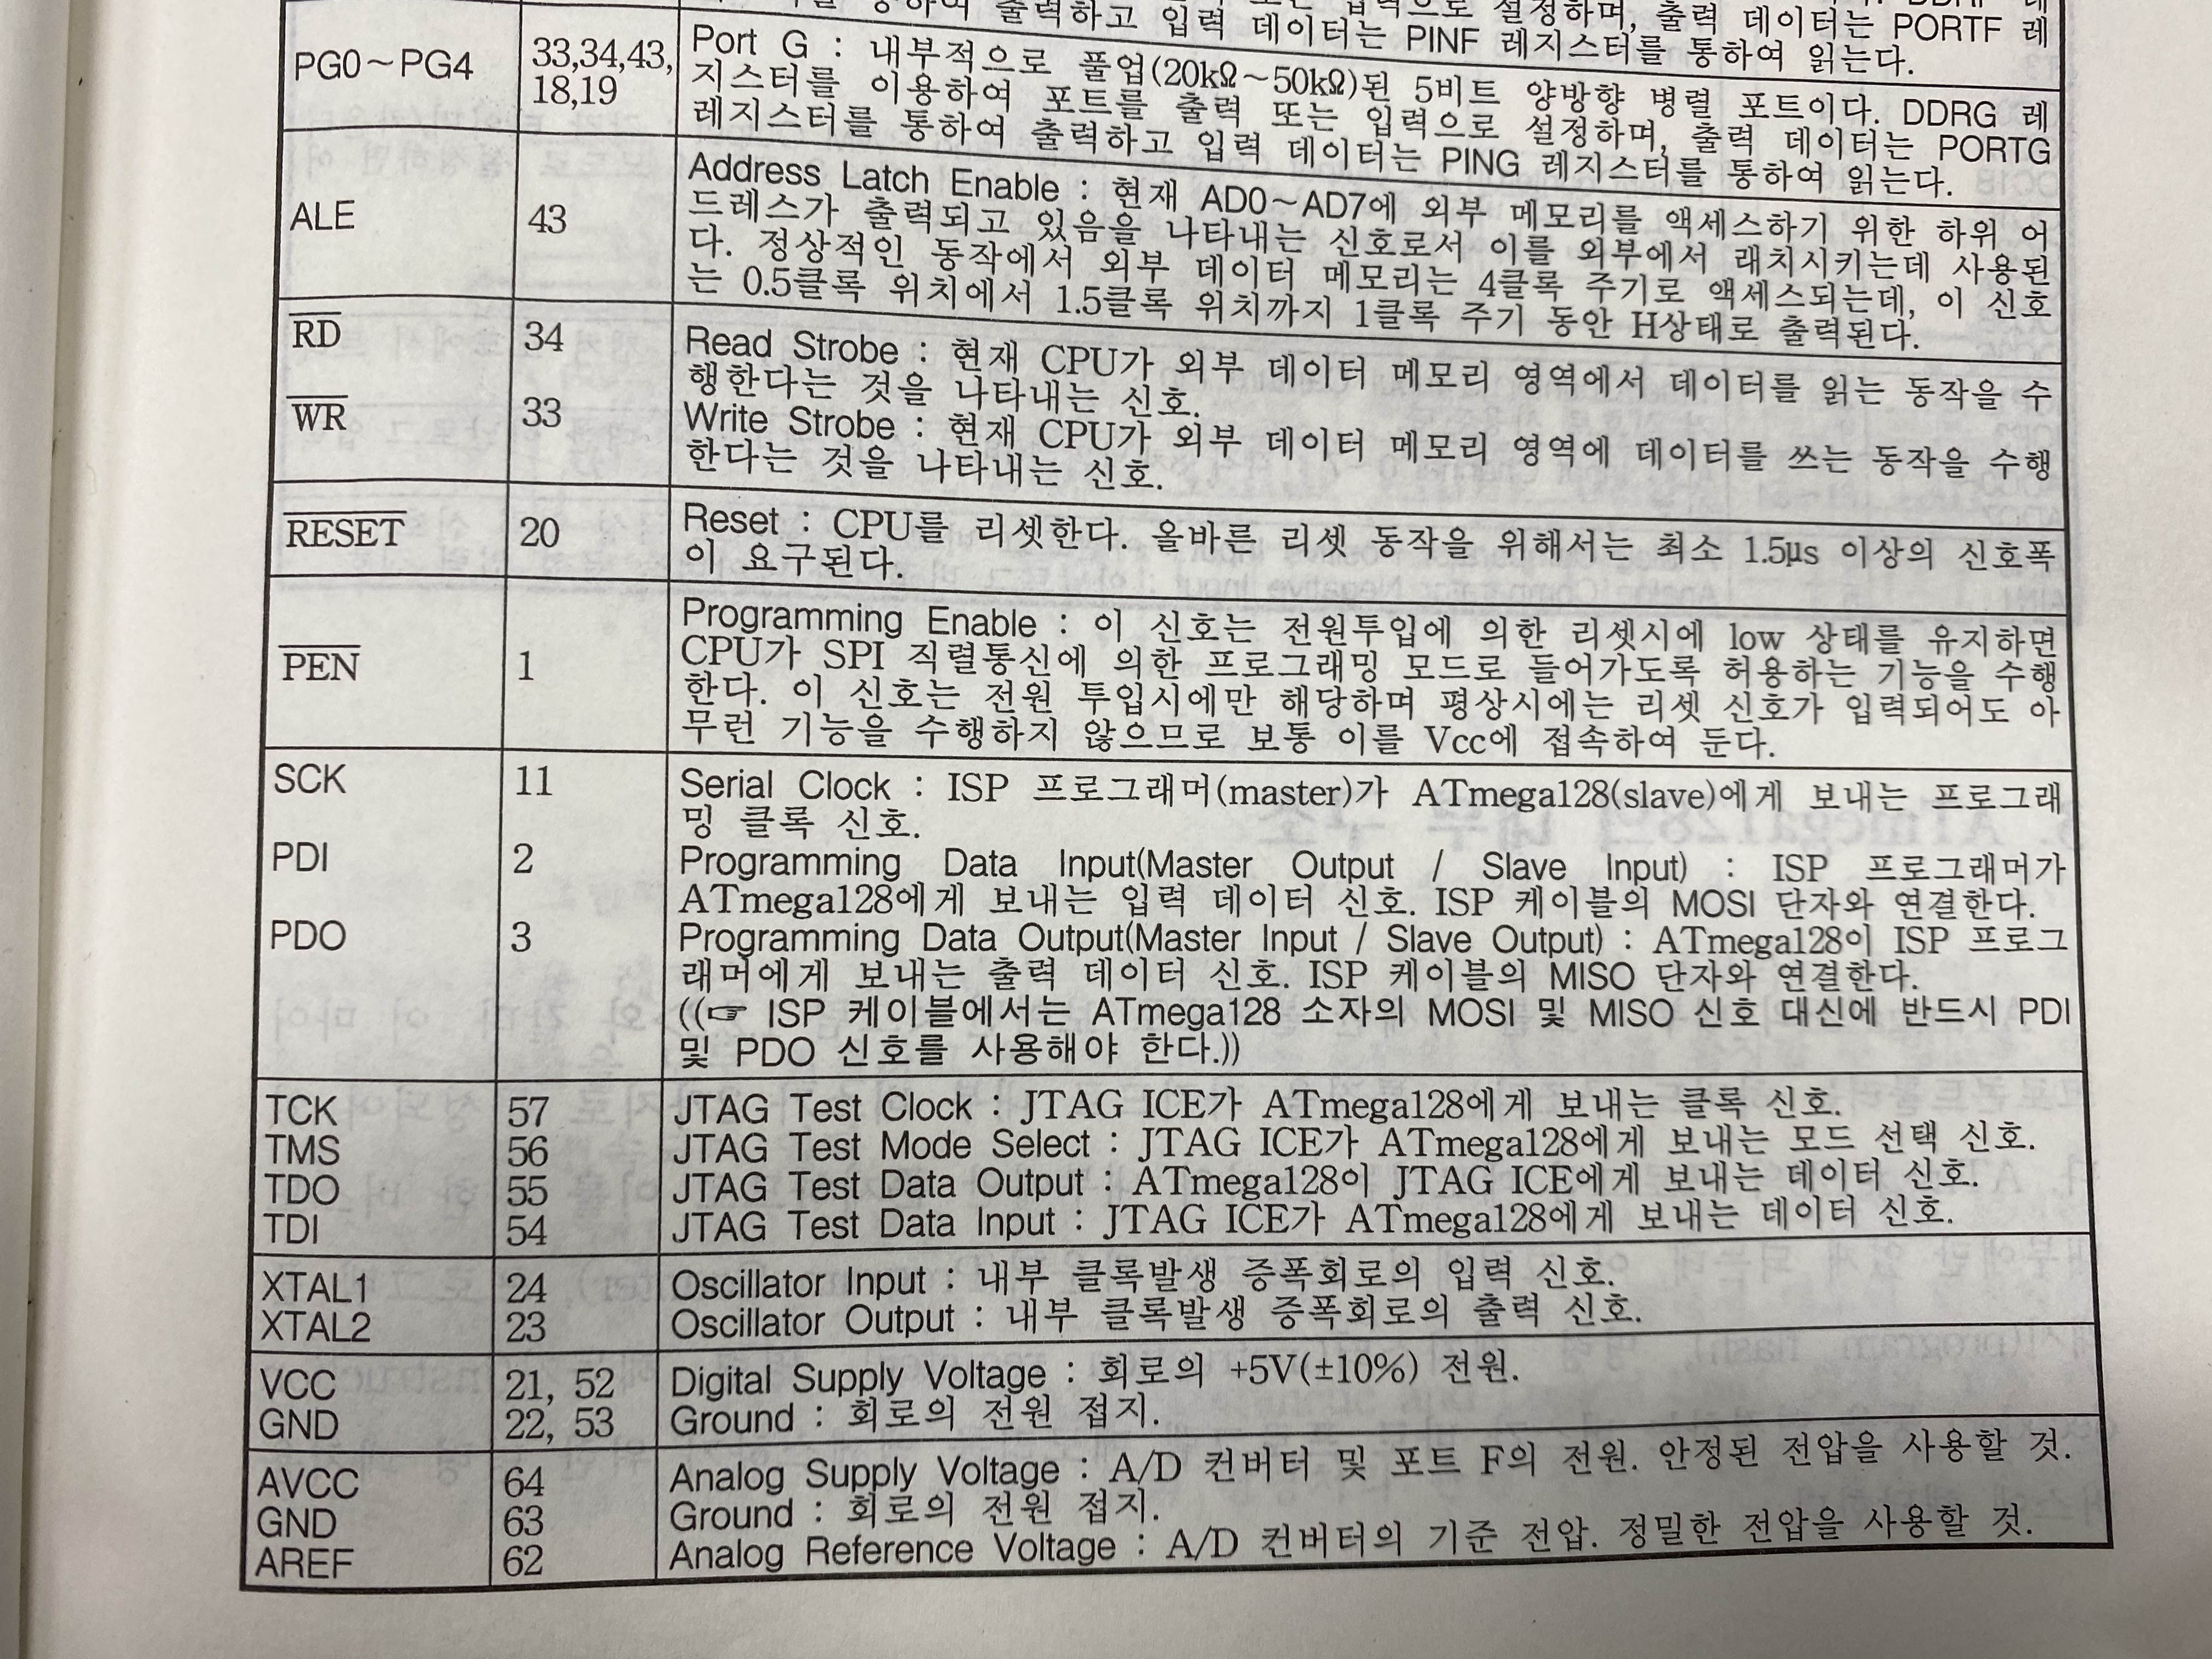 지스터를 통하여 읽는다.
PG0~PG4
33,34,43,
18,19
Port G : 내부적으로 풀업(20kΩ~50kΩ)된 5비트 양방향 병렬 포트이다. DDRG 레
지스터를 이용하여 포트를 출력 또는 입력으로 설정하며, 출력 데이터는 PORTG
레지스터를 통하여 출력하고 입력 데이터는 PING 레지스터를 통하여 읽는다.
ALE
43
Address Latch Enable : 현재 AD0~AD7에 외부 메모리를 액세스하기 위한 하위 어
드레스가 출력되고 있음을 나타내는 신호로서 이를 외부에서 래치시키는데 사용된
다. 정상적인 동작에서 외부 데이터 메모리는 4클록 주기로 액세스되는데, 이 신호
는 0.5클록 위치에서 1.5클록 위치까지 1클록 주기 동안 H상태로 출력된다.
RD
34
Read Strobe : 현재 CPU가 외부 데이터 메모리 영역에서 데이터를 읽는 동작을 수
행한다는 것을 나타내는 신호.
WR
33
Write Strobe : 현재 CPU가 외부 데이터 메모리 영역에 데이터를 쓰는 동작을 수행
한다는 것을 나타내는 신호.
RESET
20
Reset : CPU를 리셋한다. 올바른 리셋 동작을 위해서는 최소 1.5μs 이상의 신호폭
이 요구된다.
PEN
1
Programming Enable : 이 신호는 전원투입에 의한 리셋시에 low 상태를 유지하면
CPU가 SPI 직렬통신에 의한 프로그래밍 모드로 들어가도록 허용하는 기능을 수행
한다. 이 신호는 전원 투입시에만 해당하며 평상시에는 리셋 신호가 입력되어도 아
무런 기능을 수행하지 않으므로 보통 이를 Vcc에 접속하여 둔다.
SCK
11
Serial Clock : ISP 프로그래머(master)가 ATmega128(slave)에게 보내는 프로그래
밍 클록 신호.
PDI
2
Programming Data Input(Master Output / Slave Input) : ISP 프로그래머가
ATmega128에게 보내는 입력 데이터 신호. ISP 케이블의 MOSI 단자와 연결한다.
PDO
3
Programming Data Output(Master Input / Slave Output) : ATmega128이 ISP 프로그
래머에게 보내는 출력 데이터 신호. ISP 케이블의 MISO 단자와 연결한다.
((☞ ISP 케이블에서는 ATmega128 소자의 MOSI 및 MISO 신호 대신에 반드시 PDI
및 PDO 신호를 사용해야 한다.))
TCK
57
JTAG Test Clock : JTAG ICE가 ATmega128에게 보내는 클록 신호.
TMS
56
JTAG Test Mode Select : JTAG ICE가 ATmega128에게 보내는 모드 선택 신호.
TDO
55
JTAG Test Data Output : ATmega128이 JTAG ICE에게 보내는 데이터 신호.
TDI
54
JTAG Test Data Input : JTAG ICE가 ATmega128에게 보내는 데이터 신호.
XTAL1
24
Oscillator Input : 내부 클록발생 증폭회로의 입력 신호.
XTAL2
23
Oscillator Output : 내부 클록발생 증폭회로의 출력 신호.
VCC
21, 52
Digital Supply Voltage : 회로의 +5V(±10%) 전원.
GND
22, 53
Ground : 회로의 전원 접지.
AVCC
64
Analog Supply Voltage : A/D 컨버터 및 포트 F의 전원. 안정된 전압을 사용할 것.
GND
63
Ground : 회로의 전원 접지.
AREF
62
Analog Reference Voltage : A/D 컨버터의 기준 전압. 정밀한 전압을 사용할 것.